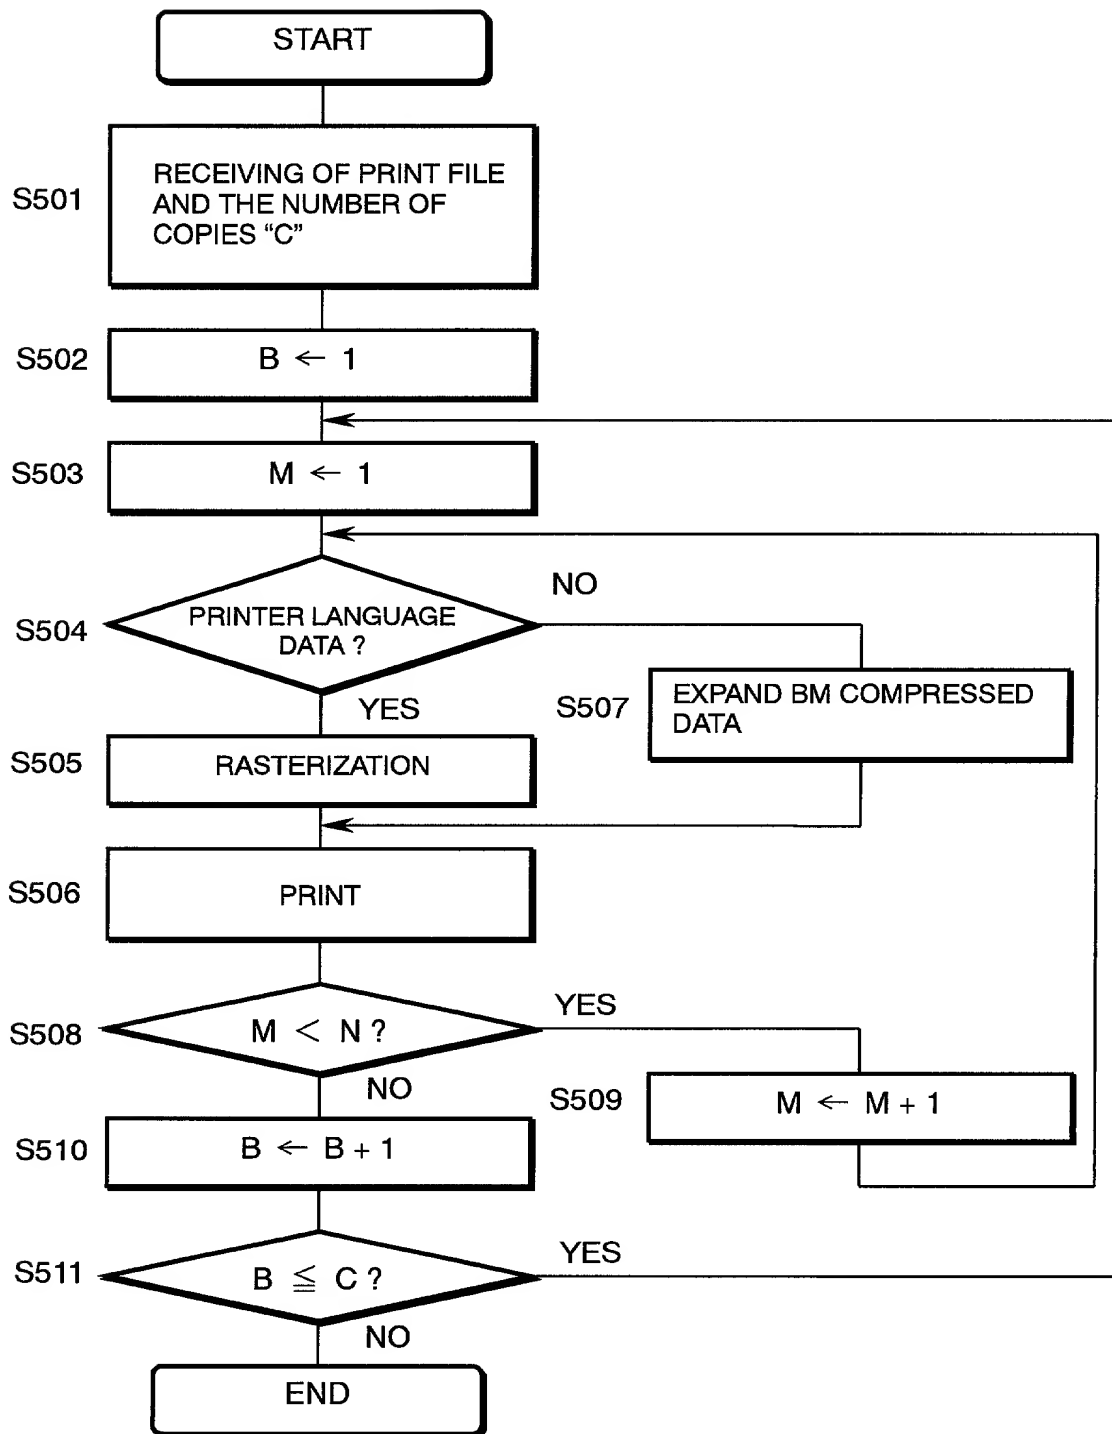 START
S501
RECEIVING OF PRINT FILE
AND THE NUMBER OF
COPIES “C”
S502
B ← 1
S503
M ← 1
S504
PRINTER LANGUAGE
DATA ?
NO
YES
S507
EXPAND BM COMPRESSED
DATA
S505
RASTERIZATION
S506
PRINT
S508
M < N ?
YES
NO
S509
M ← M + 1
S510
B ← B + 1
S511
B ≦ C ?
YES
NO
END